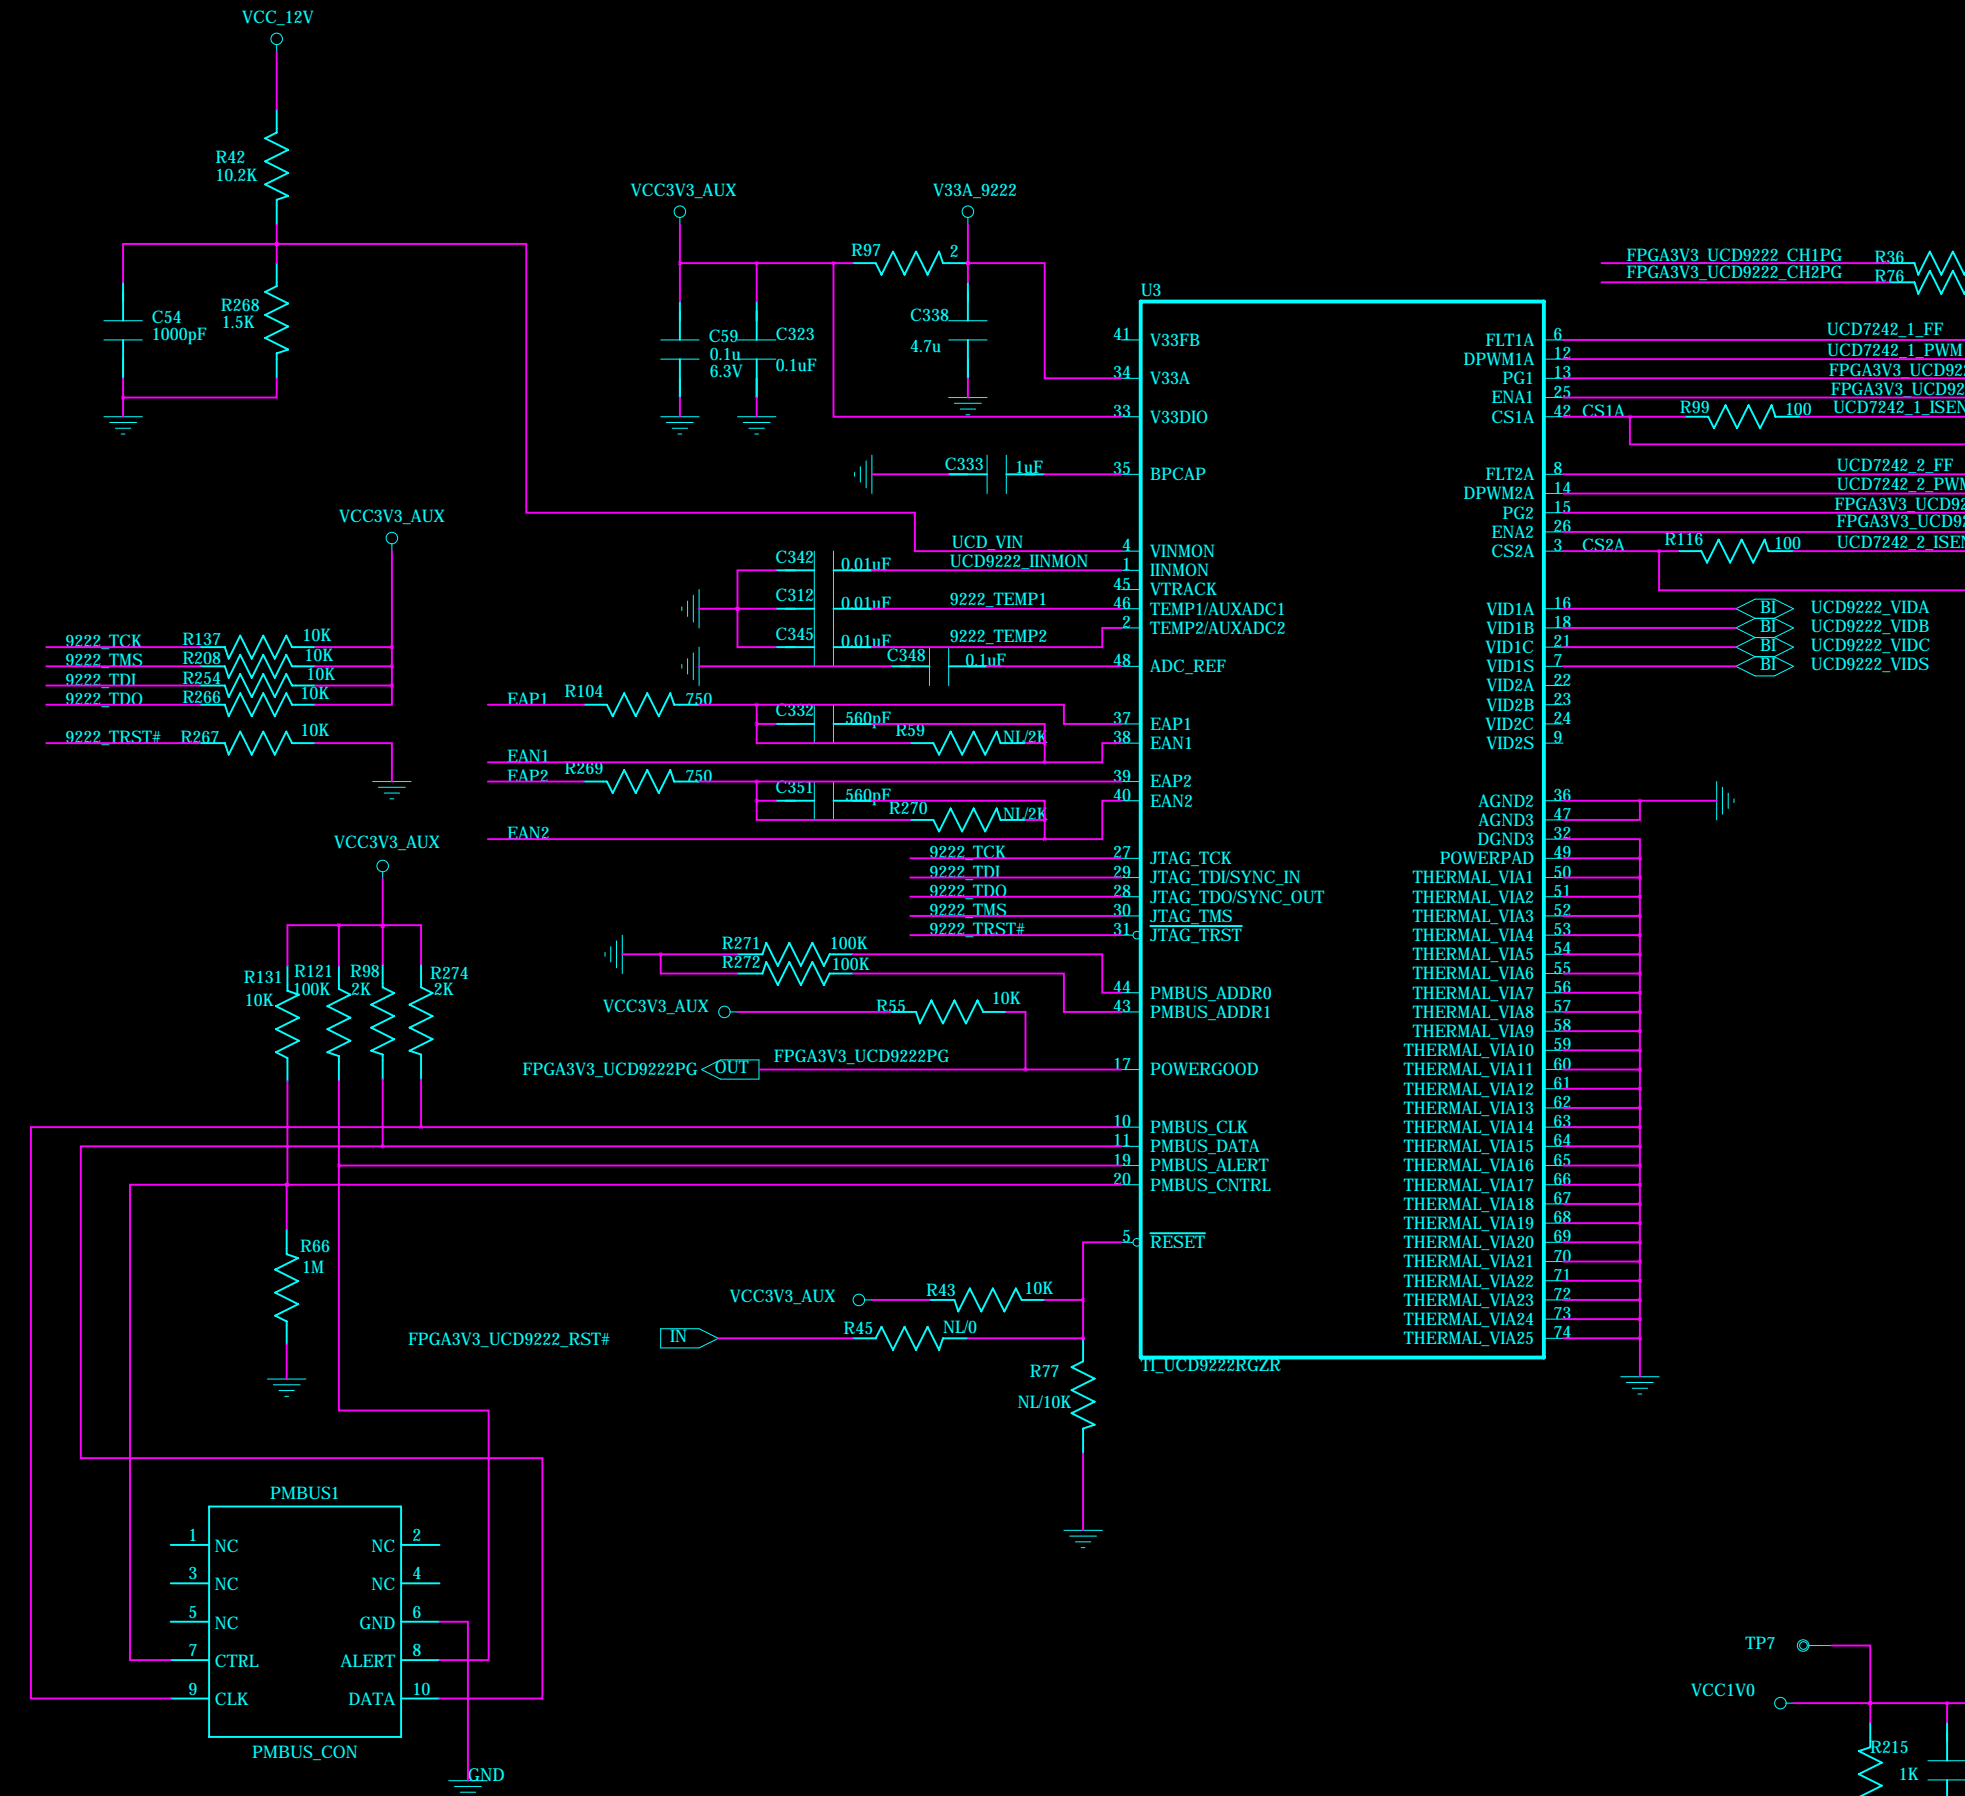 VCC_12V
R42
10.2K
R268
1.5K
C54
1000pF
VCC3V3_AUX
V33A_9222
R97
2
C59
0.1u
6.3V
C323
0.1uF
C338
4.7u
U3
FPGA3V3_UCD9222_CH1PG
R36
FPGA3V3_UCD9222_CH2PG
R76
41 V33FB
34 V33A
33 V33DIO
C333
1uF
35 BPCAP
UCD_VIN
4 VINMON
C342
0.01uF
UCD9222_IINMON
1 IINMON
45 VTRACK
C312
0.01uF
9222_TEMP1
46 TEMP1/AUXADC1
C345
0.01uF
9222_TEMP2
2 TEMP2/AUXADC2
C348
0.1uF
48 ADC_REF
FLT1A 6 UCD7242_1_FF
DPWM1A 12 UCD7242_1_PWM
PG1 13 FPGA3V3_UCD92
ENA1 25 FPGA3V3_UCD92
CS1A 42 CS1A R99 100 UCD7242_1_ISEN
FLT2A 8 UCD7242_2_FF
DPWM2A 14 UCD7242_2_PWM
PG2 15 FPGA3V3_UCD9
ENA2 26 FPGA3V3_UCD9
CS2A 3 CS2A R116 100 UCD7242_2_ISEN
VID1A 16 BI UCD9222_VIDA
VID1B 18 BI UCD9222_VIDB
VID1C 21 BI UCD9222_VIDC
VID1S 7 BI UCD9222_VIDS
VID2A 22
VID2B 23
VID2C 24
VID2S 9
VCC3V3_AUX
9222_TCK R137 10K
9222_TMS R208 10K
9222_TDI R254 10K
9222_TDO R266 10K
9222_TRST# R267 10K
EAP1 R104 750
C332 560pF
R59 NL/2K
EAN1
37 EAP1
38 EAN1
EAP2 R269 750
C351 560pF
R270 NL/2K
EAN2
39 EAP2
40 EAN2
9222_TCK 27 JTAG_TCK
9222_TDI 29 JTAG_TDI/SYNC_IN
9222_TDO 28 JTAG_TDO/SYNC_OUT
9222_TMS 30 JTAG_TMS
9222_TRST# 31 JTAG_TRST
AGND2 36
AGND3 47
DGND3 32
POWERPAD 49
THERMAL_VIA1 50
THERMAL_VIA2 51
THERMAL_VIA3 52
THERMAL_VIA4 53
THERMAL_VIA5 54
THERMAL_VIA6 55
THERMAL_VIA7 56
THERMAL_VIA8 57
THERMAL_VIA9 58
THERMAL_VIA10 59
THERMAL_VIA11 60
THERMAL_VIA12 61
THERMAL_VIA13 62
THERMAL_VIA14 63
THERMAL_VIA15 64
THERMAL_VIA16 65
THERMAL_VIA17 66
THERMAL_VIA18 67
THERMAL_VIA19 68
THERMAL_VIA20 69
THERMAL_VIA21 70
THERMAL_VIA22 71
THERMAL_VIA23 72
THERMAL_VIA24 73
THERMAL_VIA25 74
VCC3V3_AUX
R131
10K
R121
100K
R98
2K
R274
2K
R271 100K
R272 100K
44 PMBUS_ADDR0
43 PMBUS_ADDR1
VCC3V3_AUX R55 10K
FPGA3V3_UCD9222PG OUT FPGA3V3_UCD9222PG 17 POWERGOOD
10 PMBUS_CLK
11 PMBUS_DATA
19 PMBUS_ALERT
20 PMBUS_CNTRL
5 RESET
R66
1M
VCC3V3_AUX R43 10K
FPGA3V3_UCD9222_RST# IN R45 NL/0
R77
NL/10K
TI_UCD9222RGZR
PMBUS1
1 NC NC 2
3 NC NC 4
5 NC GND 6
7 CTRL ALERT 8
9 CLK DATA 10
PMBUS_CON
GND
TP7
VCC1V0
R215
1K